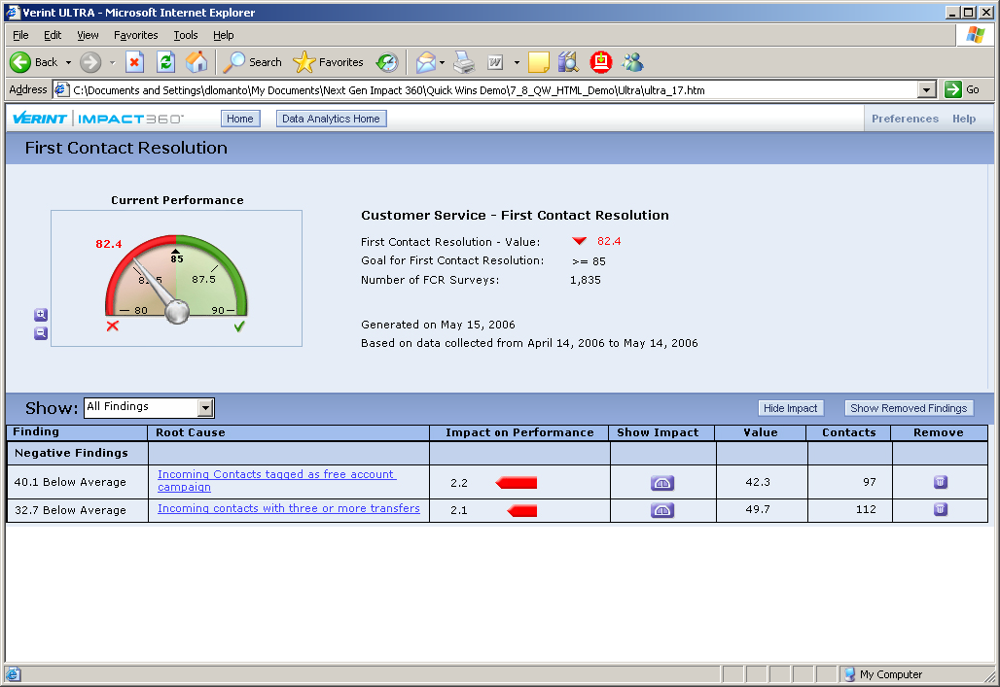 Verint ULTRA - Microsoft Internet Explorer
File Edit View Favorites Tools Help
Back Search Favorites W
Address C:\Documents and Settings\dlomanto\My Documents\Next Gen Impact 360\Quick Wins Demo\7_8_QW_HTML_Demo\Ultra\ultra_17.htm Go
VERINT IMPACT360 Home Data Analytics Home Preferences Help
First Contact Resolution
Current Performance
82.4
85
87.5
80
90
Customer Service - First Contact Resolution
First Contact Resolution - Value: 82.4
Goal for First Contact Resolution: >= 85
Number of FCR Surveys: 1,835
Generated on May 15, 2006
Based on data collected from April 14, 2006 to May 14, 2006
Show: All Findings Hide Impact Show Removed Findings
Finding Root Cause Impact on Performance Show Impact Value Contacts Remove
Negative Findings
40.1 Below Average Incoming Contacts tagged as free account
campaign 2.2 42.3 97
32.7 Below Average Incoming contacts with three or more transfers 2.1 49.7 112
My Computer